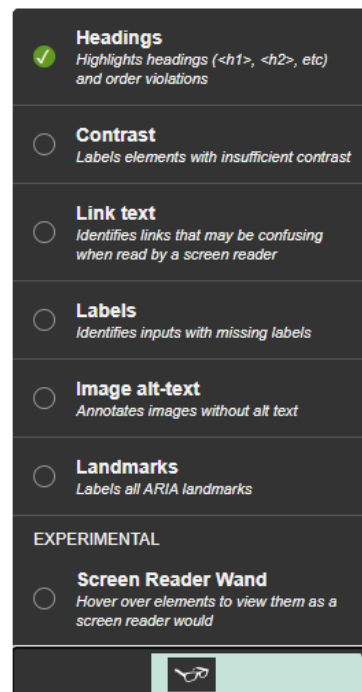 Headings
Highlights headings (<h1>, <h2>, etc)
and order violations
Contrast
Labels elements with insufficient contrast
Link text
Identifies links that may be confusing
when read by a screen reader
Labels
Identifies inputs with missing labels
Image alt-text
Annotates images without alt text
Landmarks
Labels all ARIA landmarks
EXPERIMENTAL
Screen Reader Wand
Hover over elements to view them as a
screen reader would